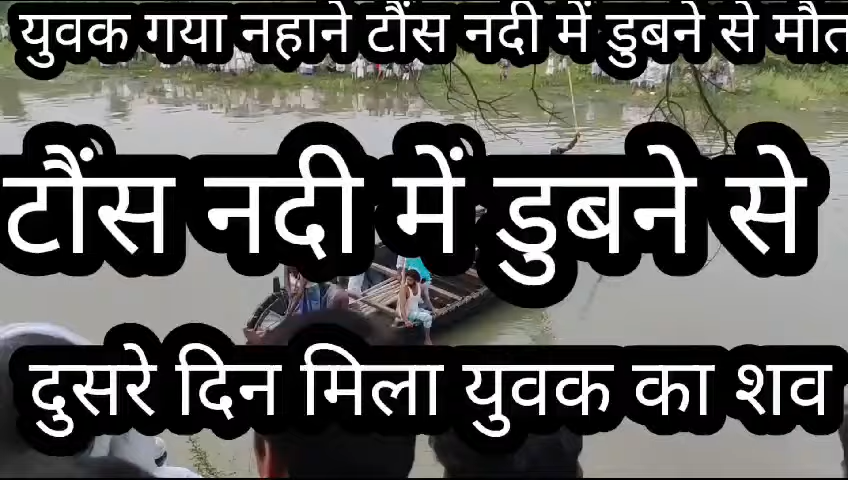 युवक गया नहाने टौंस नदी में डुबने से मौत
टौंस नदी में डुबने से
दुसरे दिन मिला युवक का शव